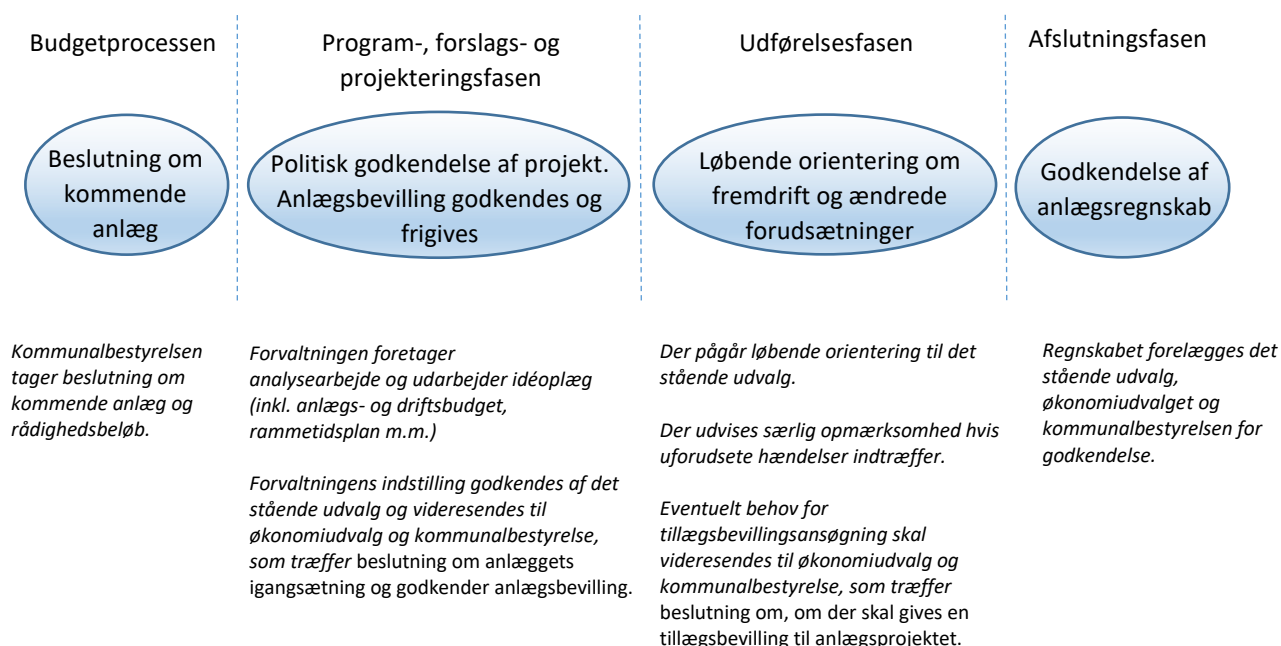 Budgetprocessen
Program-, forslags- og
projekteringsfasen
Udførelsesfasen
Afslutningsfasen
Beslutning om
kommende
anlæg
Politisk godkendelse af projekt.
Anlægsbevilling godkendes og
frigives
Løbende orientering om
fremdrift og ændrede
forudsætninger
Godkendelse af
anlægsregnskab
Kommunalbestyrelsen
tager beslutning om
kommende anlæg og
rådighedsbeløb.
Forvaltningen foretager
analysearbejde og udarbejder idéoplæg
(inkl. anlægs- og driftsbudget,
rammetidsplan m.m.)
Forvaltningens indstilling godkendes af det
stående udvalg og videresendes til
økonomiudvalg og kommunalbestyrelse,
som træffer beslutning om anlæggets
igangsætning og godkender anlægsbevilling.
Der pågår løbende orientering til det
stående udvalg.
Der udvises særlig opmærksomhed hvis
uforudsete hændelser indtræffer.
Eventuelt behov for
tillægsbevillingsansøgning skal
videresendes til økonomiudvalg og
kommunalbestyrelse, som træffer
beslutning om, om der skal gives en
tillægsbevilling til anlægsprojektet.
Regnskabet forelægges det
stående udvalg,
økonomiudvalget og
kommunalbestyrelsen for
godkendelse.